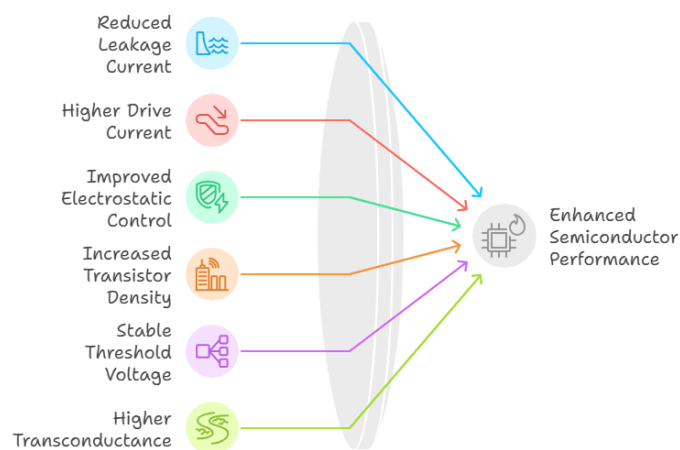 Reduced
Leakage
Current
Higher Drive
Current
Improved
Electrostatic
Control
Increased
Transistor
Density
Stable
Threshold
Voltage
Higher
Transconductance
Enhanced
Semiconductor
Performance